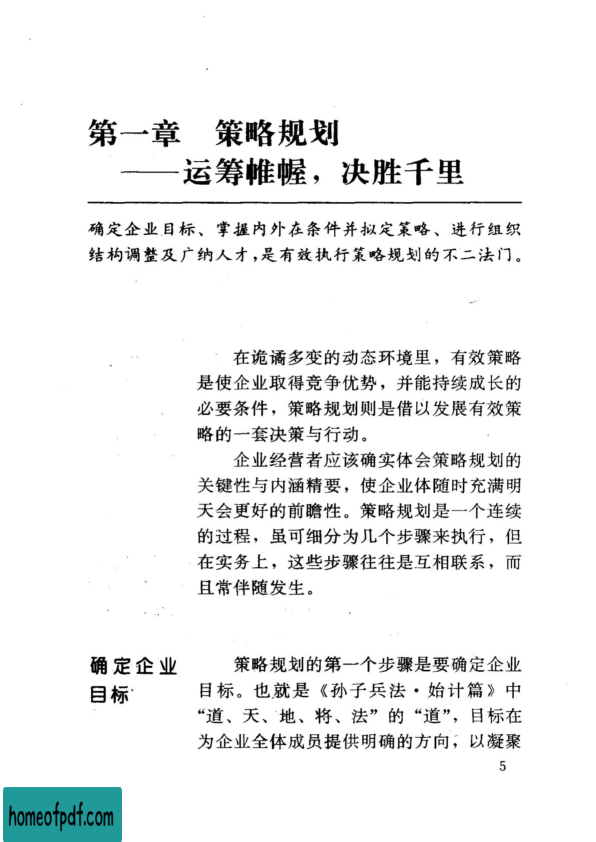 第一章 策略规划
——运筹帷幄，决胜千里
确定企业目标、掌握内外在条件并拟定策略、进行组织
结构调整及广纳人才，是有效执行策略规划的不二法门。
在诡谲多变的动态环境里，有效策略
是使企业取得竞争优势，并能持续成长的
必要条件，策略规划则是借以发展有效策
略的一套决策与行动。
企业经营者应该确实体会策略规划的
关键性与内涵精要，使企业体随时充满明
天会更好的前瞻性。策略规划是一个连续
的过程，虽可细分为几个步骤来执行，但
在实务上，这些步骤往往是互相联系，而
且常伴随发生。
确定企业
目标
策略规划的第一个步骤是要确定企业
目标。也就是《孙子兵法·始计篇》中
“道、天、地、将、法”的“道”，目标在
为企业全体成员提供明确的方向，以凝聚
5
homeofpdf.com